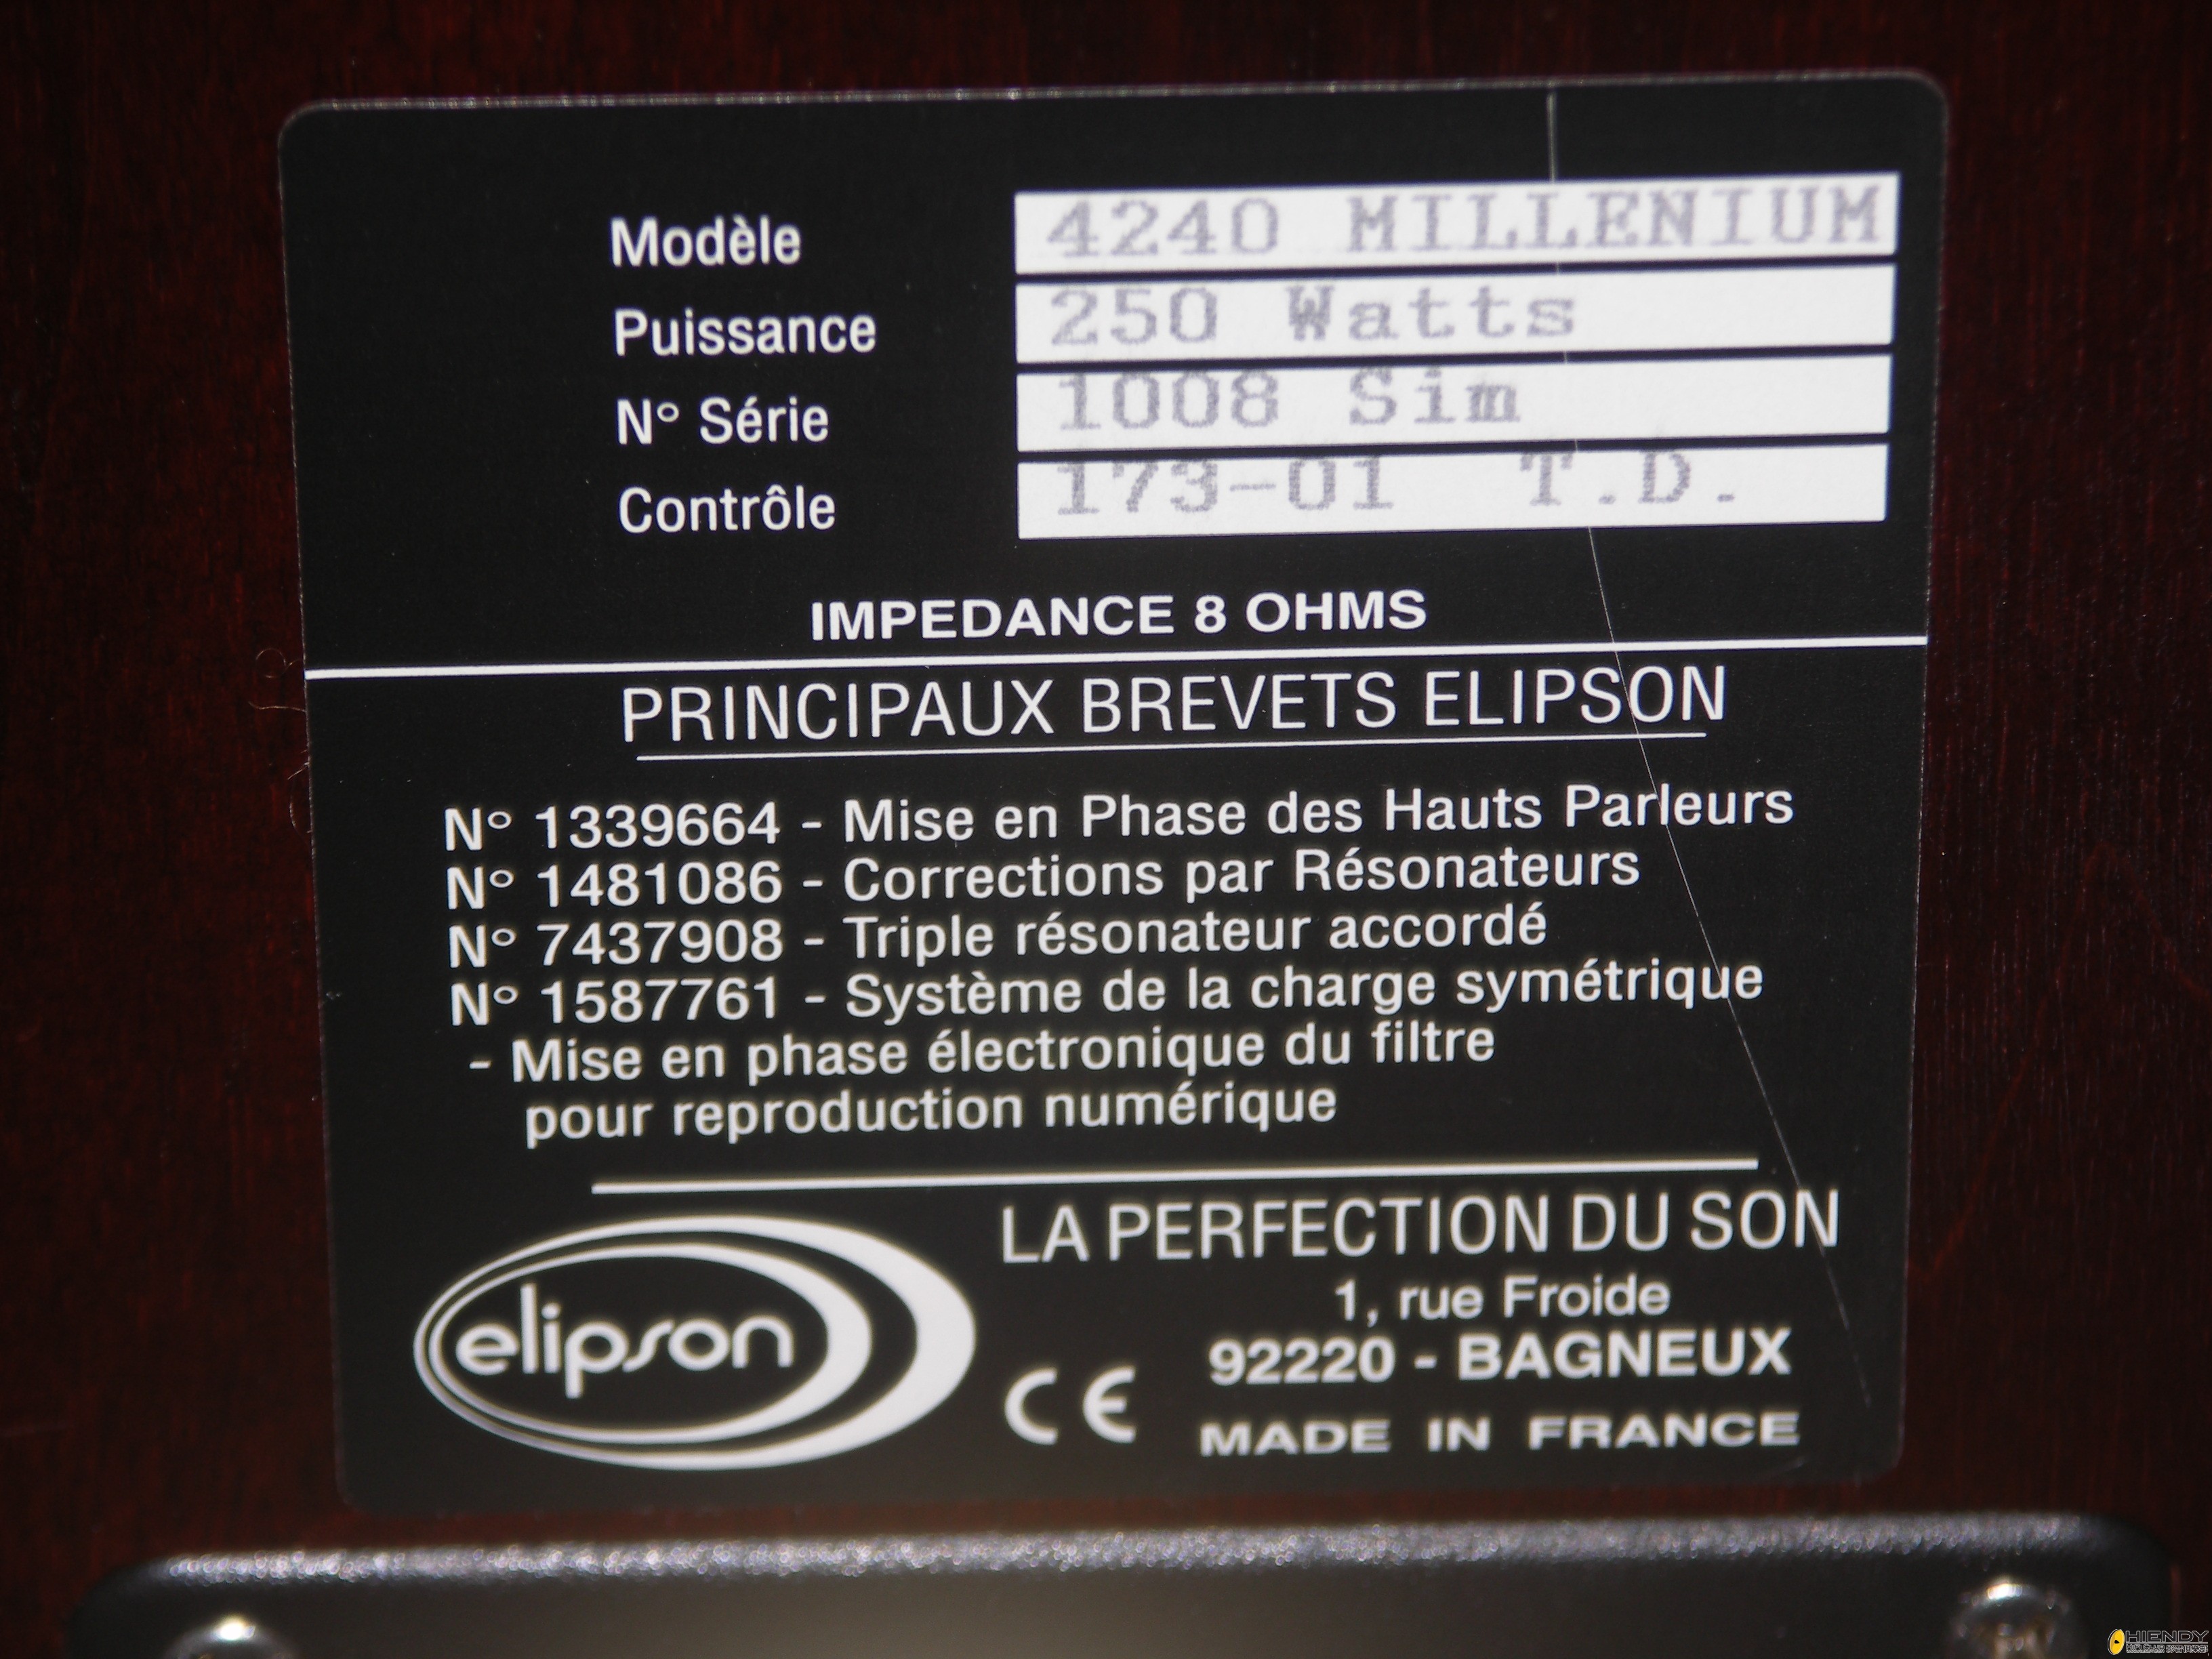 Modèle 4240 MILLENIUM
Puissance 250 Watts
N° Série 1008 Sim
Contrôle 173-01 T.D.
IMPEDANCE 8 OHMS
PRINCIPAUX BREVETS ELIPSON
N° 1339664 - Mise en Phase des Hauts Parleurs
N° 1481086 - Corrections par Résonateurs
N° 7437908 - Triple résonateur accordé
N° 1587761 - Système de la charge symétrique
- Mise en phase électronique du filtre
pour reproduction numérique
elipson
LA PERFECTION DU SON
1, rue Froide
92220 - BAGNEUX
CE
MADE IN FRANCE
HIENDY